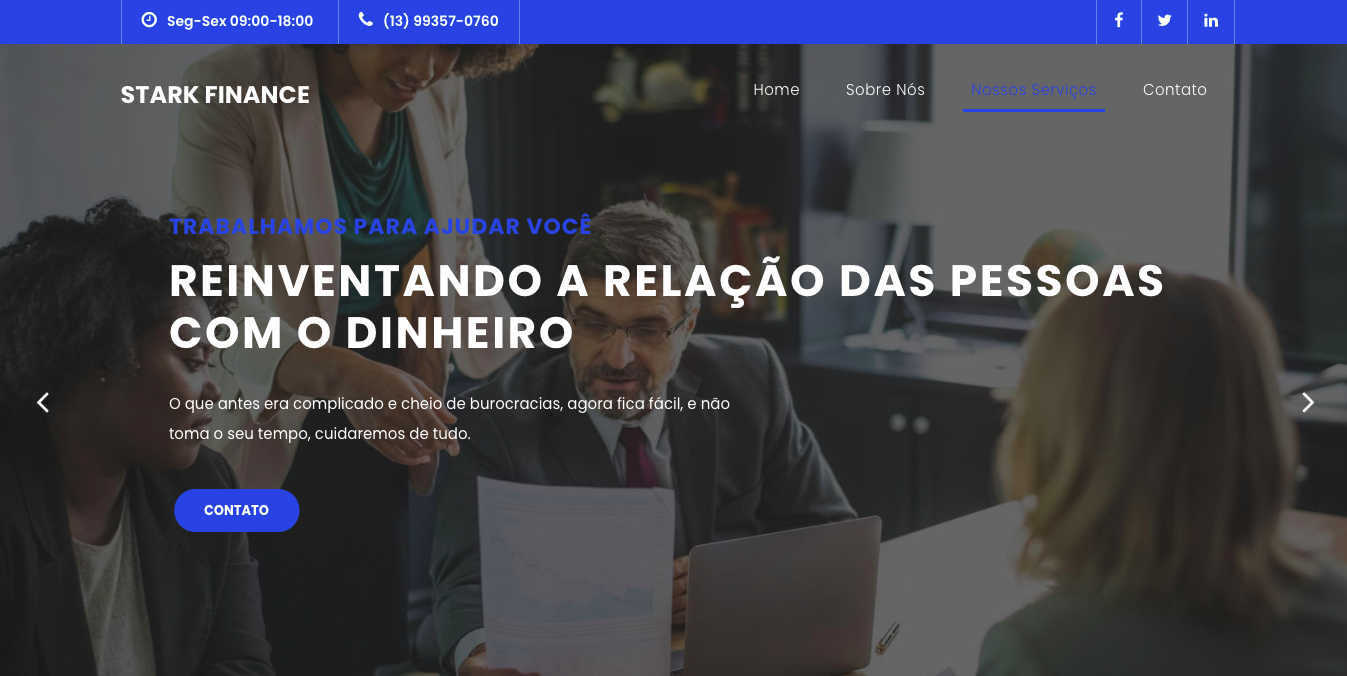 Seg-Sex 09:00-18:00
(13) 99357-0760
STARK FINANCE
Home
Sobre Nós
Nossos Serviços
Contato
TRABALHAMOS PARA AJUDAR VOCÊ
REINVENTANDO A RELAÇÃO DAS PESSOAS
COM O DINHEIRO
O que antes era complicado e cheio de burocracias, agora fica fácil, e não
toma o seu tempo, cuidaremos de tudo.
CONTATO